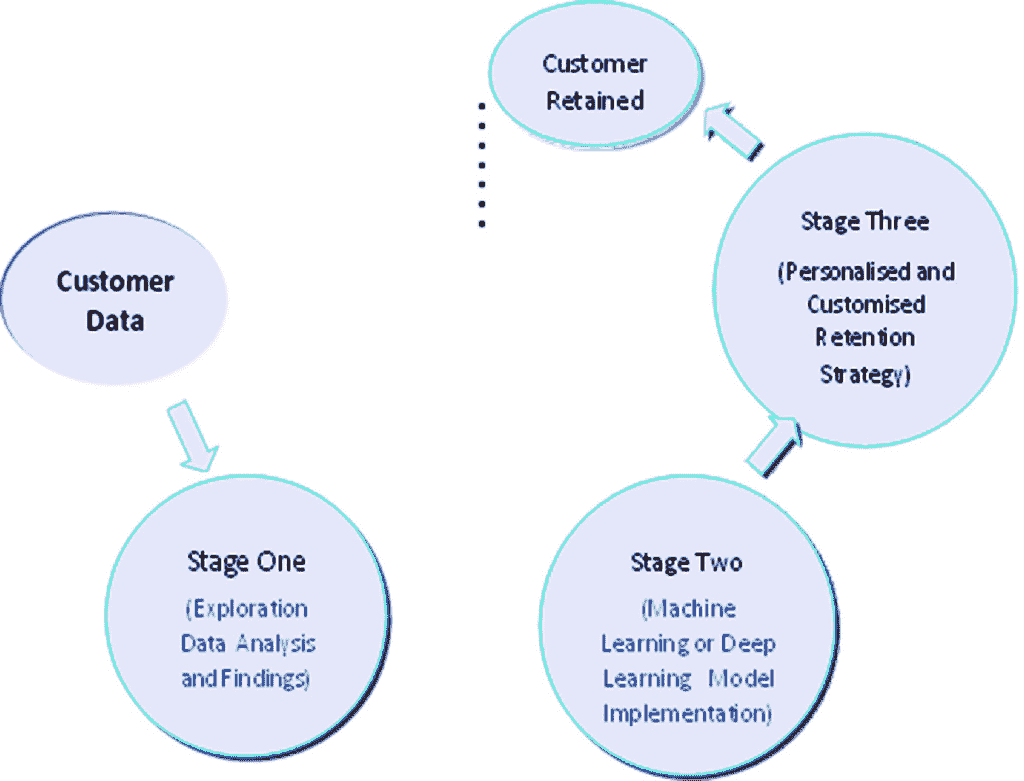 Customer
Data
Stage One
(Exploration
Data Analysis
and Findings)
Stage Two
(Machine
Learning or Deep
Learning Model
Implementation)
Stage Three
(Personalised and
Customised
Retention
Strategy)
Customer
Retained